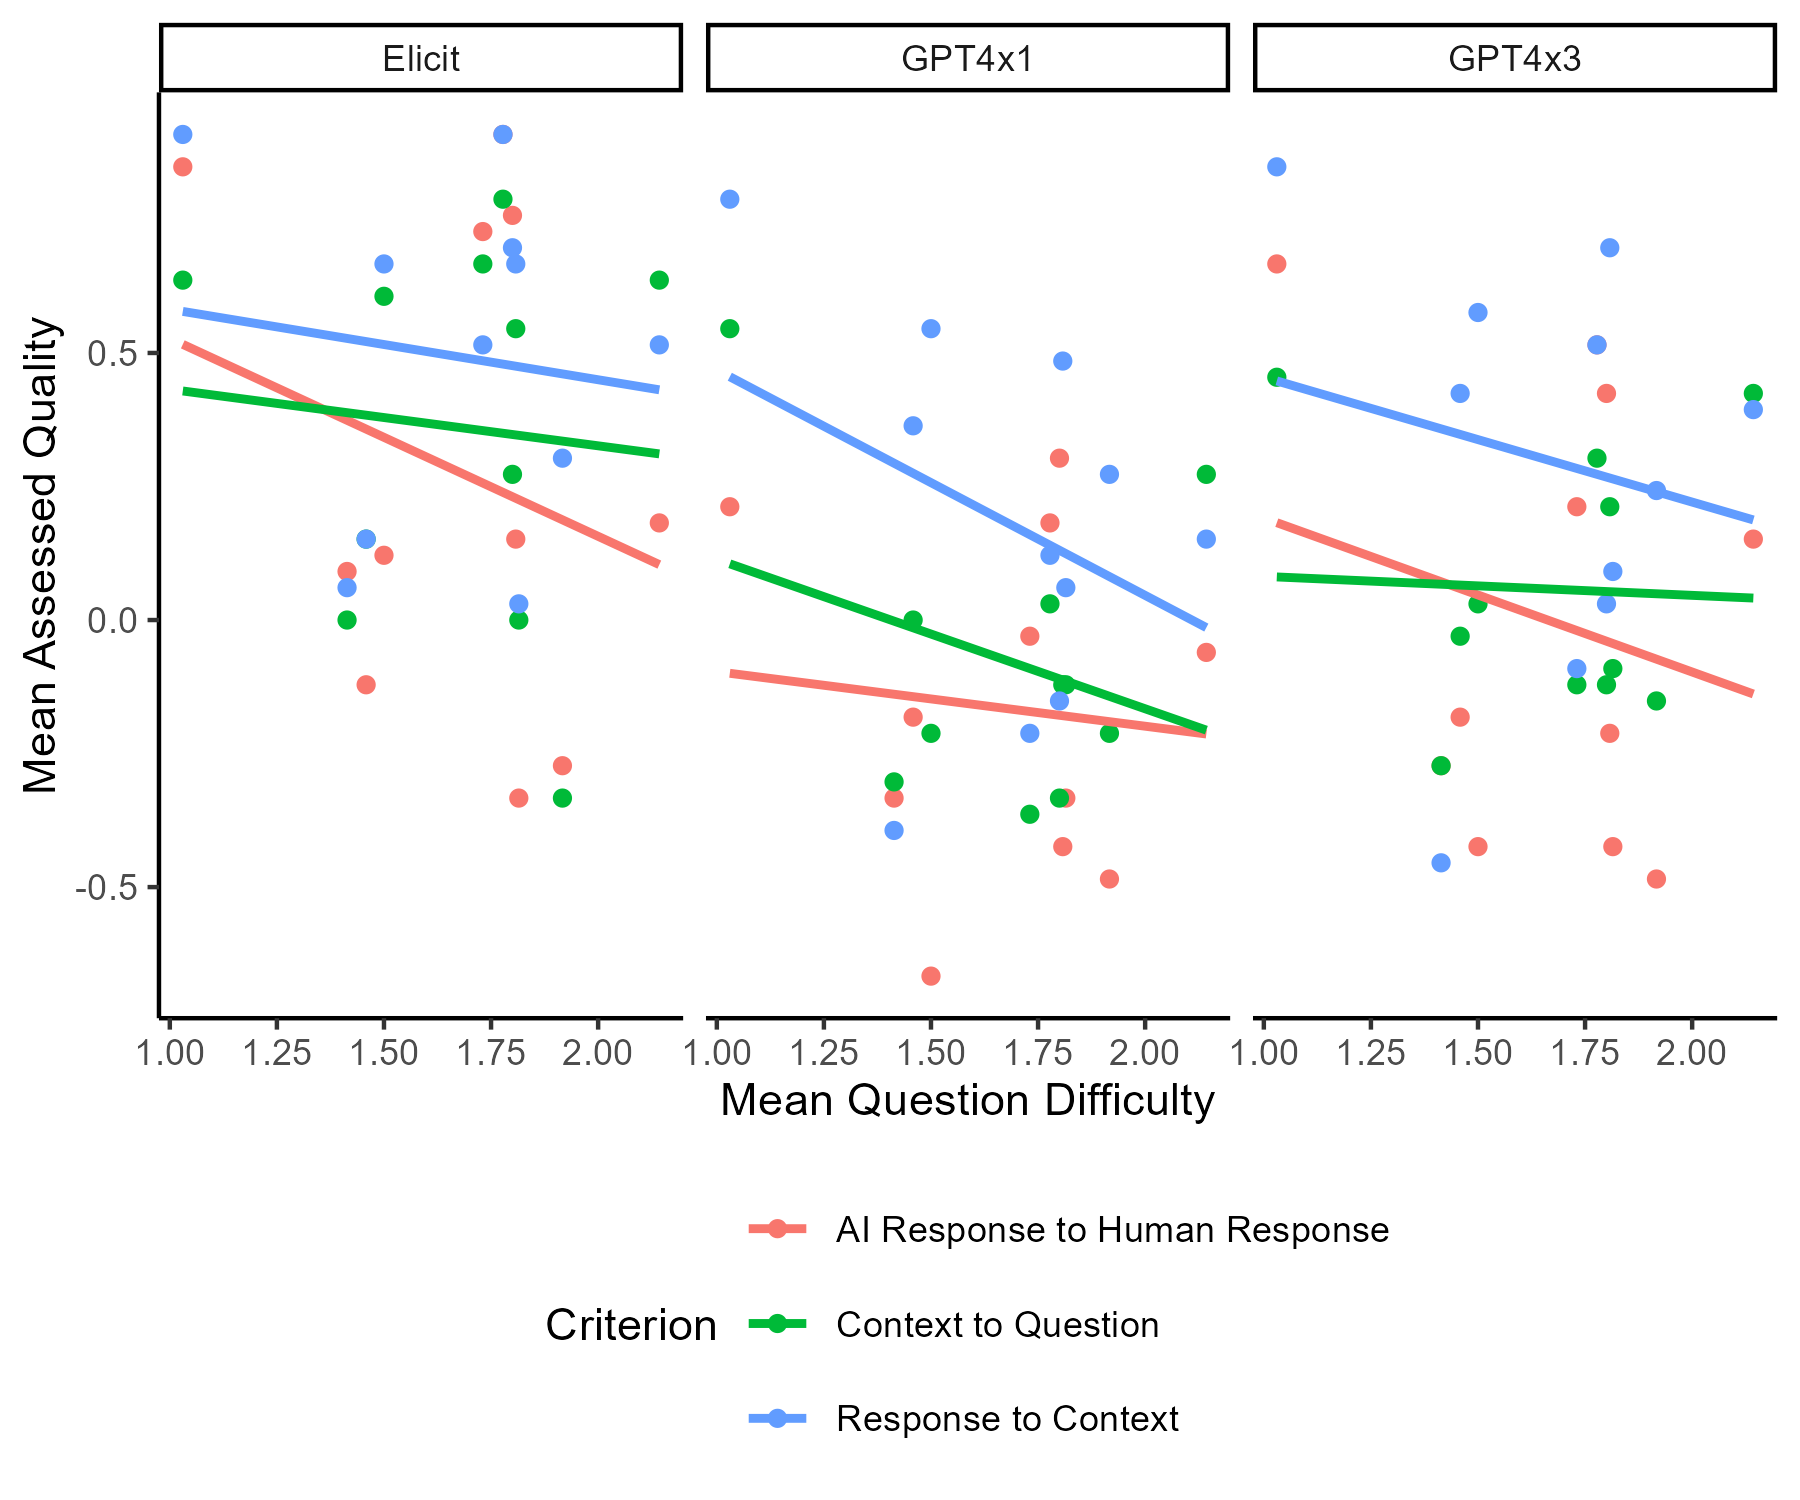 Elicit GPT4x1 GPT4x3
Mean Assessed Quality
0.5
0.0
-0.5
1.00 1.25 1.50 1.75 2.00 1.00 1.25 1.50 1.75 2.00 1.00 1.25 1.50 1.75 2.00
Mean Question Difficulty
Criterion
AI Response to Human Response
Context to Question
Response to Context